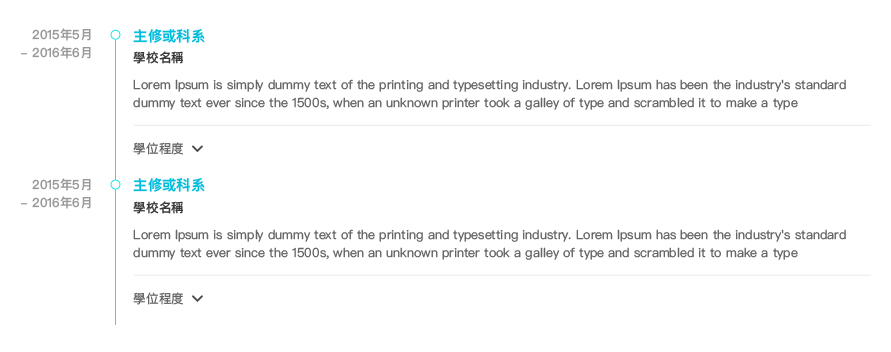 2015年5月
– 2016年6月
主修或科系
學校名稱
Lorem Ipsum is simply dummy text of the printing and typesetting industry. Lorem Ipsum has been the industry's standard
dummy text ever since the 1500s, when an unknown printer took a galley of type and scrambled it to make a type
學位程度
2015年5月
– 2016年6月
主修或科系
學校名稱
Lorem Ipsum is simply dummy text of the printing and typesetting industry. Lorem Ipsum has been the industry's standard
dummy text ever since the 1500s, when an unknown printer took a galley of type and scrambled it to make a type
學位程度